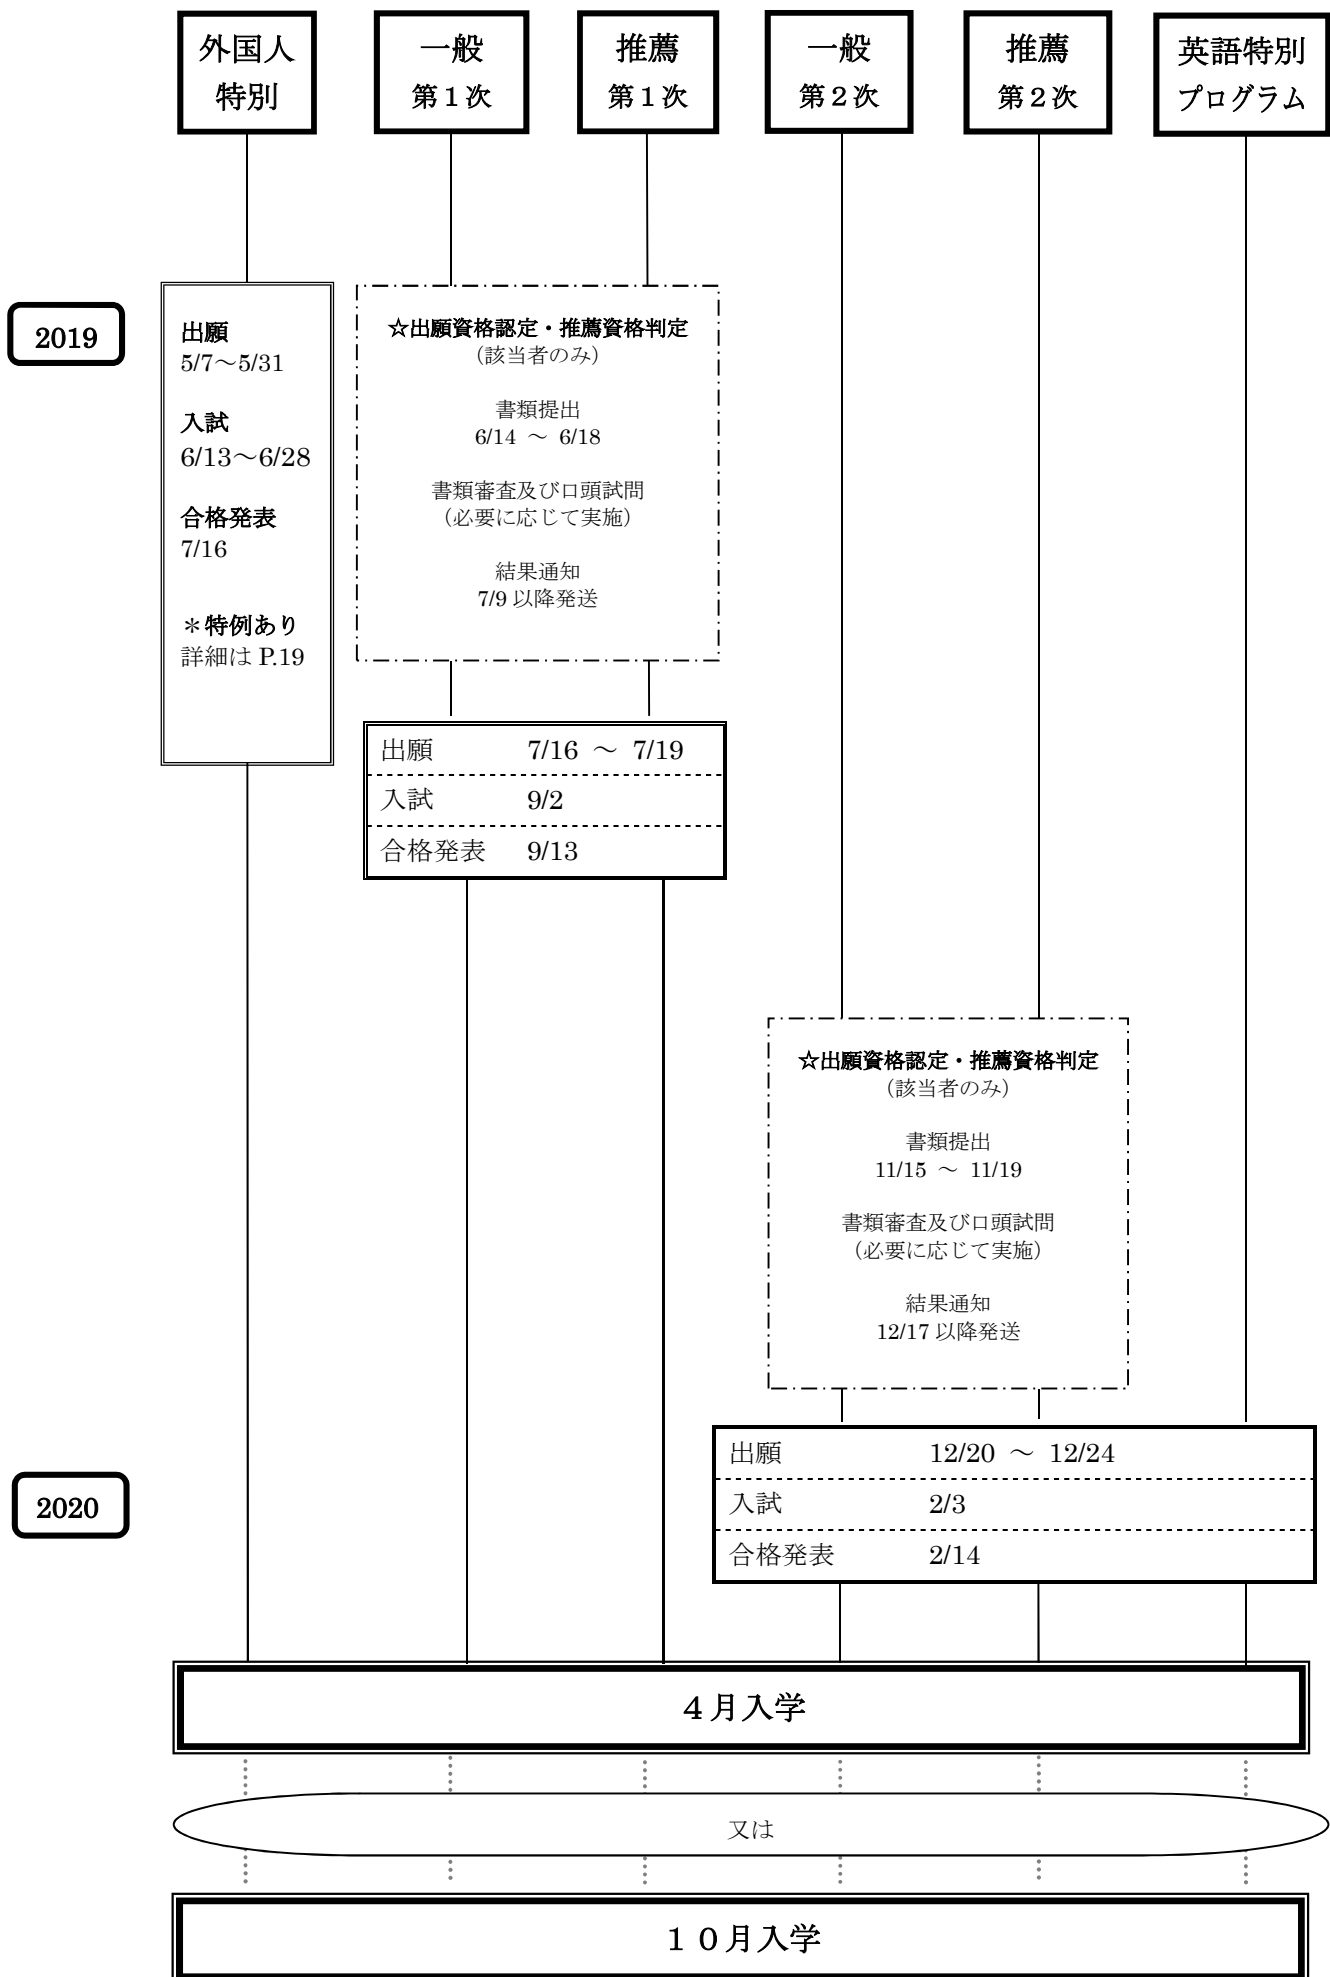 外国人
特別
一般
第１次
推薦
第１次
一般
第２次
推薦
第２次
英語特別
プログラム
2019
出願
5/7～5/31
入試
6/13～6/28
合格発表
7/16
＊特例あり
詳細は P.19
☆出願資格認定・推薦資格判定
（該当者のみ）
書類提出
6/14 ～ 6/18
書類審査及び口頭試問
（必要に応じて実施）
結果通知
7/9 以降発送
出願 7/16 ～ 7/19
入試 9/2
合格発表 9/13
☆出願資格認定・推薦資格判定
（該当者のみ）
書類提出
11/15 ～ 11/19
書類審査及び口頭試問
（必要に応じて実施）
結果通知
12/17 以降発送
2020
出願 12/20 ～ 12/24
入試 2/3
合格発表 2/14
４月入学
又は
１０月入学